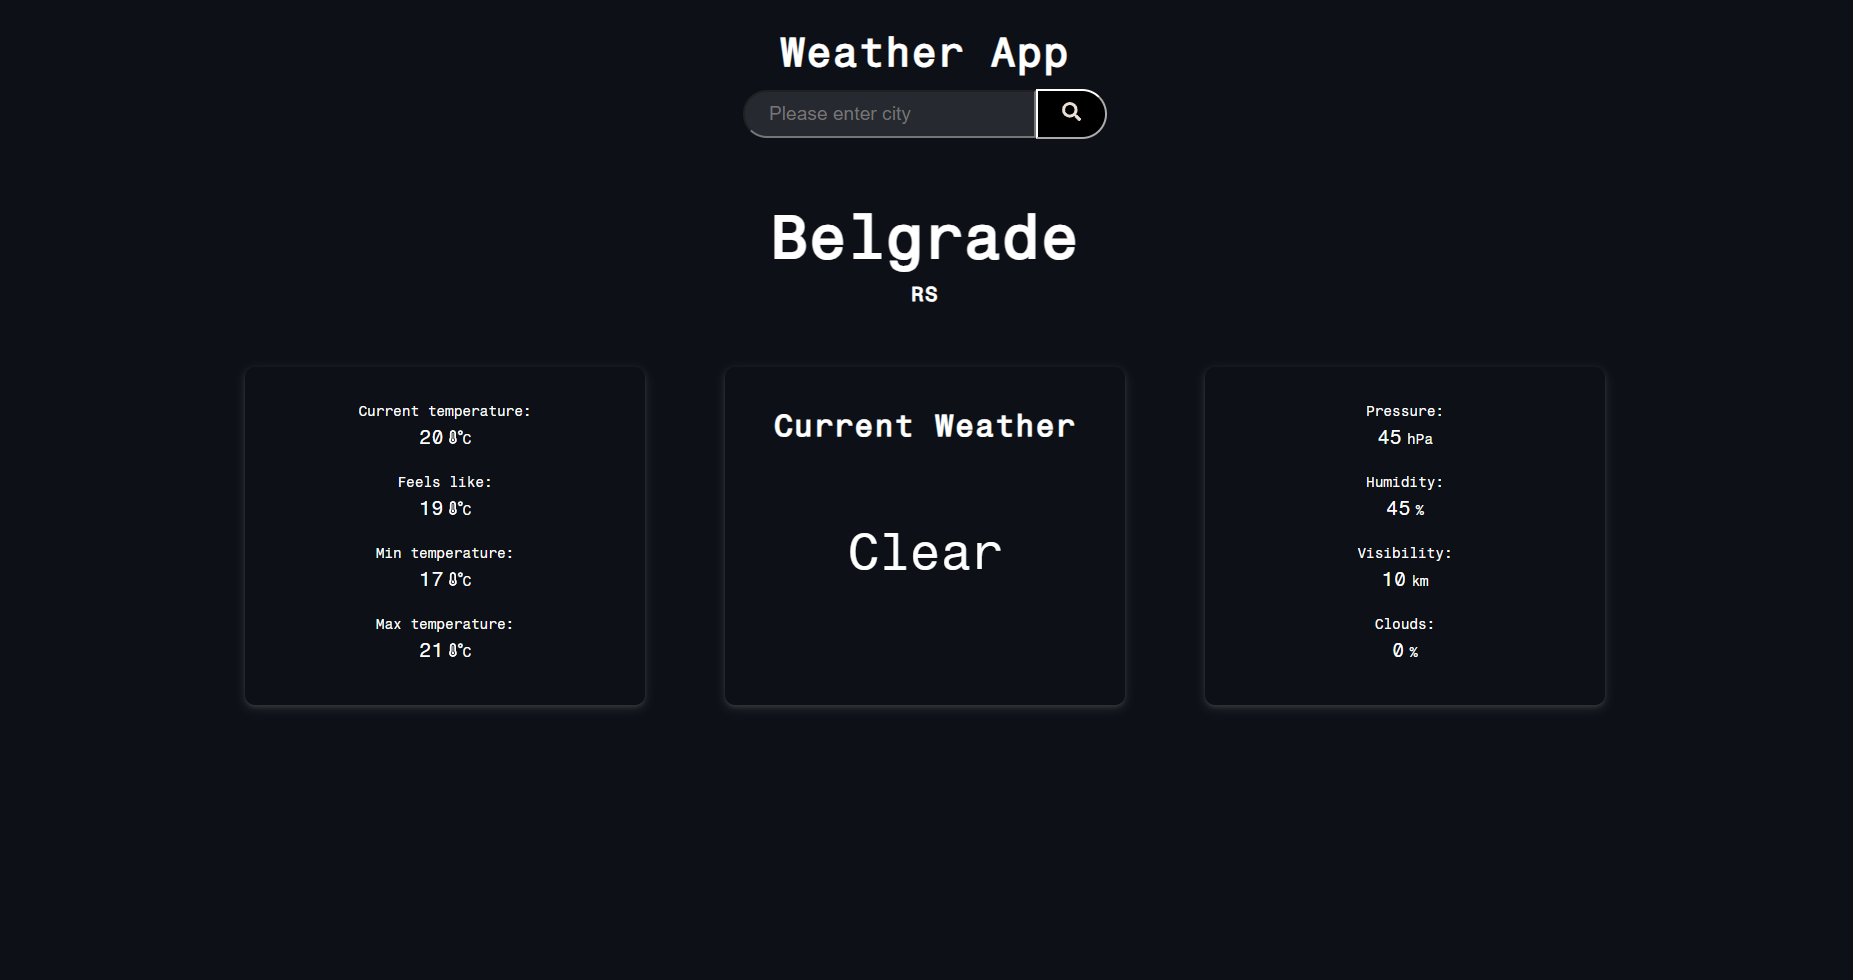 Weather App
Please enter city
Belgrade
RS
Current temperature:
20 °C
Feels like:
19 °C
Min temperature:
17 °C
Max temperature:
21 °C
Current Weather
Clear
Pressure:
45 hPa
Humidity:
45 %
Visibility:
10 km
Clouds:
0 %